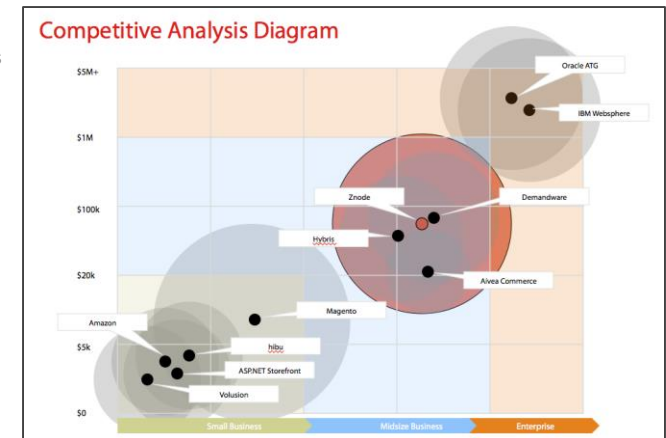 Competitive Analysis Diagram
$5M+
Oracle ATG
IBM Websphere
$1M
Znode
Demandware
$100k
Hybris
$20k
Aivea Commerce
Magento
Amazon
hibu
$5k
ASP.NET Storefront
Volusion
$0
Small Business
Midsize Business
Enterprise